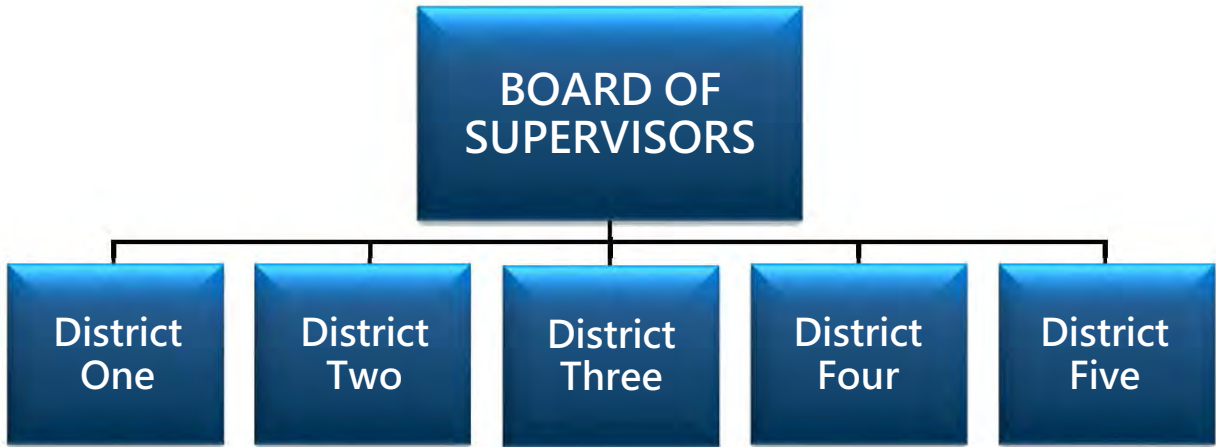 BOARD OF
SUPERVISORS
District
One
District
Two
District
Three
District
Four
District
Five